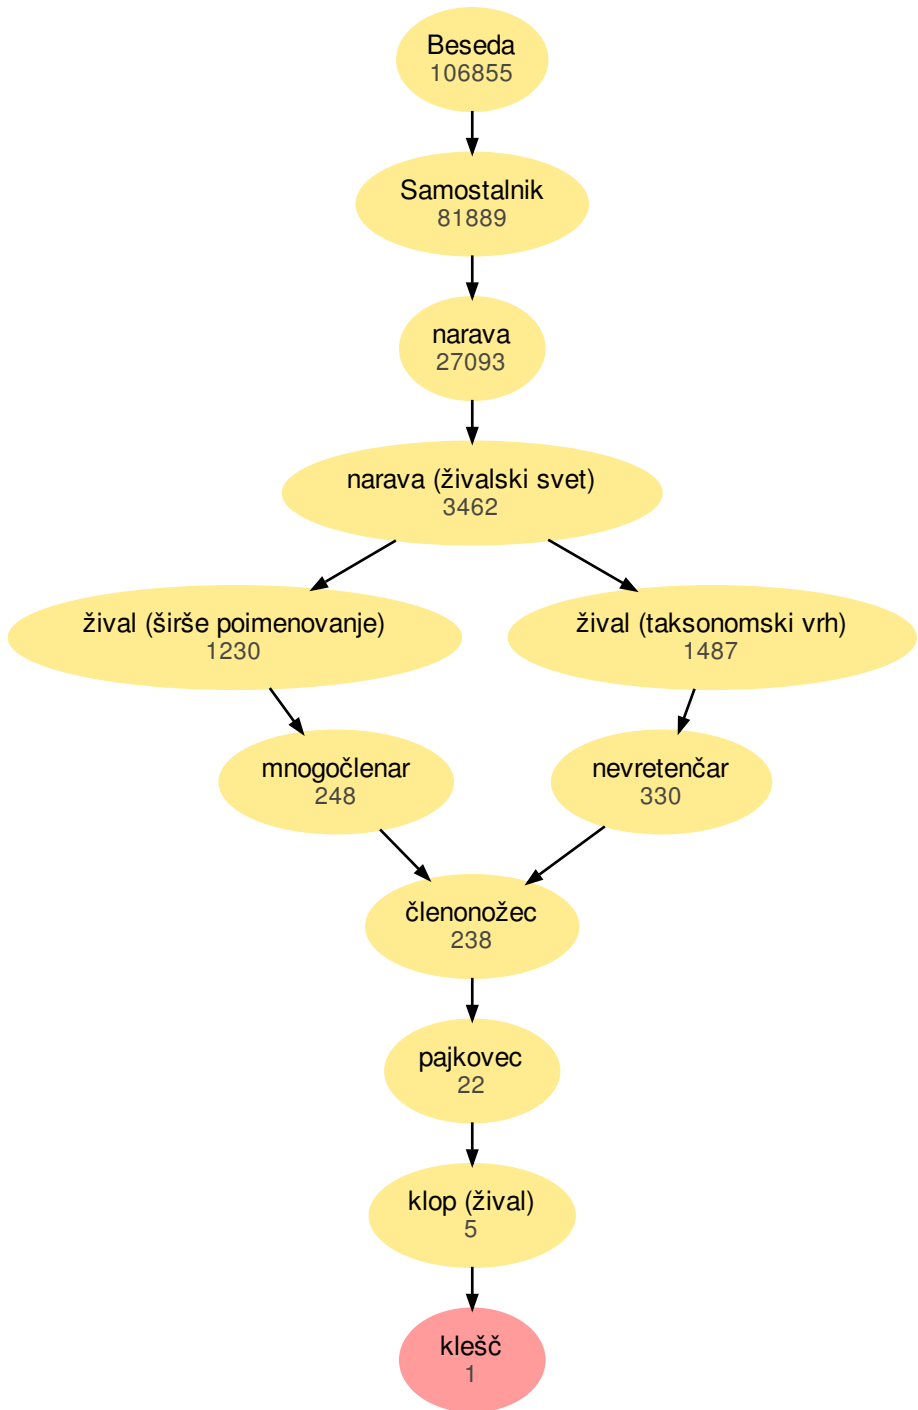 Beseda
106855
Samostalnik
81889
narava
27093
narava (živalski svet)
3462
žival (širše poimenovanje)
1230
žival (taksonomski vrh)
1487
mnogočlenar
248
nevretenčar
330
členonožec
238
pajkovec
22
klop (žival)
5
klešč
1